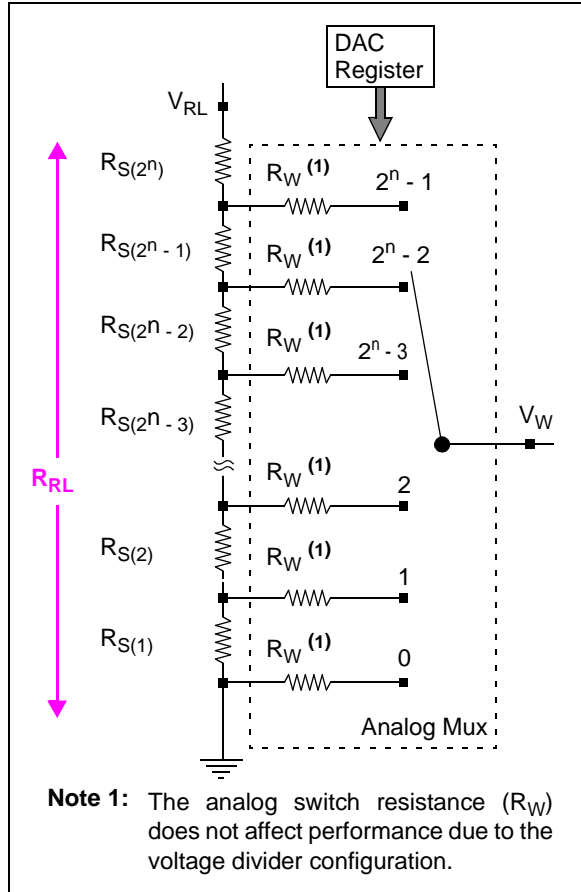 DAC
Register
V_RL
R_S(2^n)
R_W (1)
2^n - 1
R_S(2^n - 1)
R_W (1)
2^n - 2
R_S(2^n - 2)
R_W (1)
2^n - 3
R_S(2^n - 3)
V_W
R_RL
R_W (1)
2
R_S(2)
R_W (1)
1
R_S(1)
R_W (1)
0
Analog Mux
Note 1: The analog switch resistance (R_W)
does not affect performance due to the
voltage divider configuration.